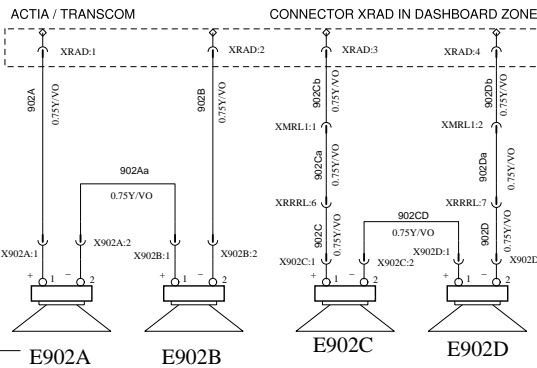 ACTIA / TRANSCOM
CONNECTOR XRAD IN DASHBOARD ZONE
XRAD:1
XRAD:2
XRAD:3
XRAD:4
902A
0.75Y/VO
902B
0.75Y/VO
902Cb
0.75Y/VO
902Db
0.75Y/VO
XMRL1:1
XMRL1:2
902Ca
0.75Y/VO
902Da
0.75Y/VO
902Aa
0.75Y/VO
XRRRL:6
XRRRL:7
902C
0.75Y/VO
902CD
0.75Y/VO
902D
0.75Y/VO
X902A:1
X902A:2
X902B:1
X902B:2
X902C:1
X902C:2
X902D:1
X902D
+ 1 − 2
+ 1 − 2
+ 1 − 2
+ 1 − 2
E902A
E902B
E902C
E902D